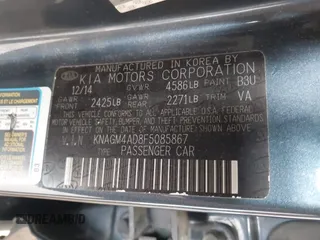 MANUFACTURED IN KOREA BY
KIA MOTORS CORPORATION
12/14 GVWR 4586LB PAINT B3U
GAWR FRONT 2425LB GAWR REAR 2271LB TRIM VA
THIS VEHICLE CONFORMS TO ALL APPLICABLE U.S.A. FEDERAL
MOTOR VEHICLE SAFETY, BUMPER, AND THEFT PREVENTION
STANDARDS IN EFFECT ON THE DATE OF MANUFACTURE SHOWN ABOVE.
V.I.N KNAGM4AD8F5085867
TYPE: PASSENGER CAR
DREAMBID